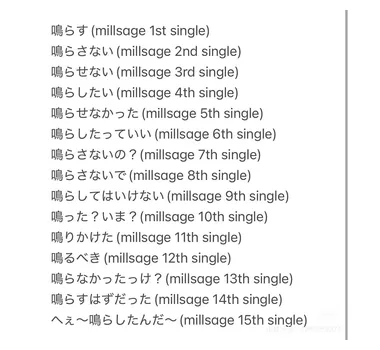 鳴らす (millsage 1st single)
鳴らさない (millsage 2nd single)
鳴らせない (millsage 3rd single)
鳴らしたい (millsage 4th single)
鳴らせなかった (millsage 5th single)
鳴らしたっていい (millsage 6th single)
鳴らさないの？(millsage 7th single)
鳴らさないで (millsage 8th single)
鳴らしてはいけない (millsage 9th single)
鳴った？いま？(millsage 10th single)
鳴りかけた (millsage 11th single)
鳴るべき (millsage 12th single)
鳴らなかったっけ？(millsage 13th single)
鳴らすはずだった (millsage 14th single)
へぇ〜鳴らしたんだ〜 (millsage 15th single)